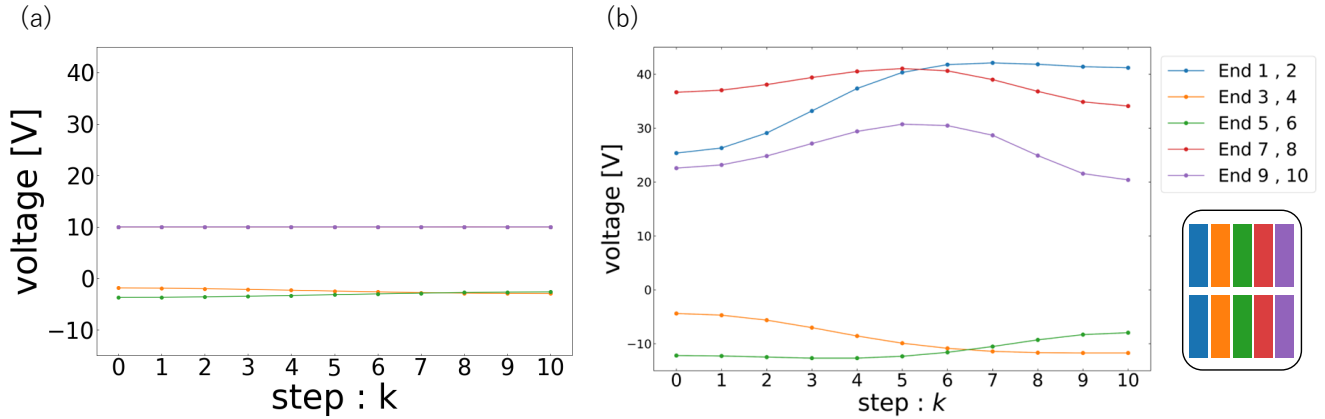 (a)
voltage [V]
40
30
20
10
0
−10
0 1 2 3 4 5 6 7 8 9 10
step : k
(b)
voltage [V]
40
30
20
10
0
−10
0 1 2 3 4 5 6 7 8 9 10
step : k
End 1 , 2
End 3 , 4
End 5 , 6
End 7 , 8
End 9 , 10